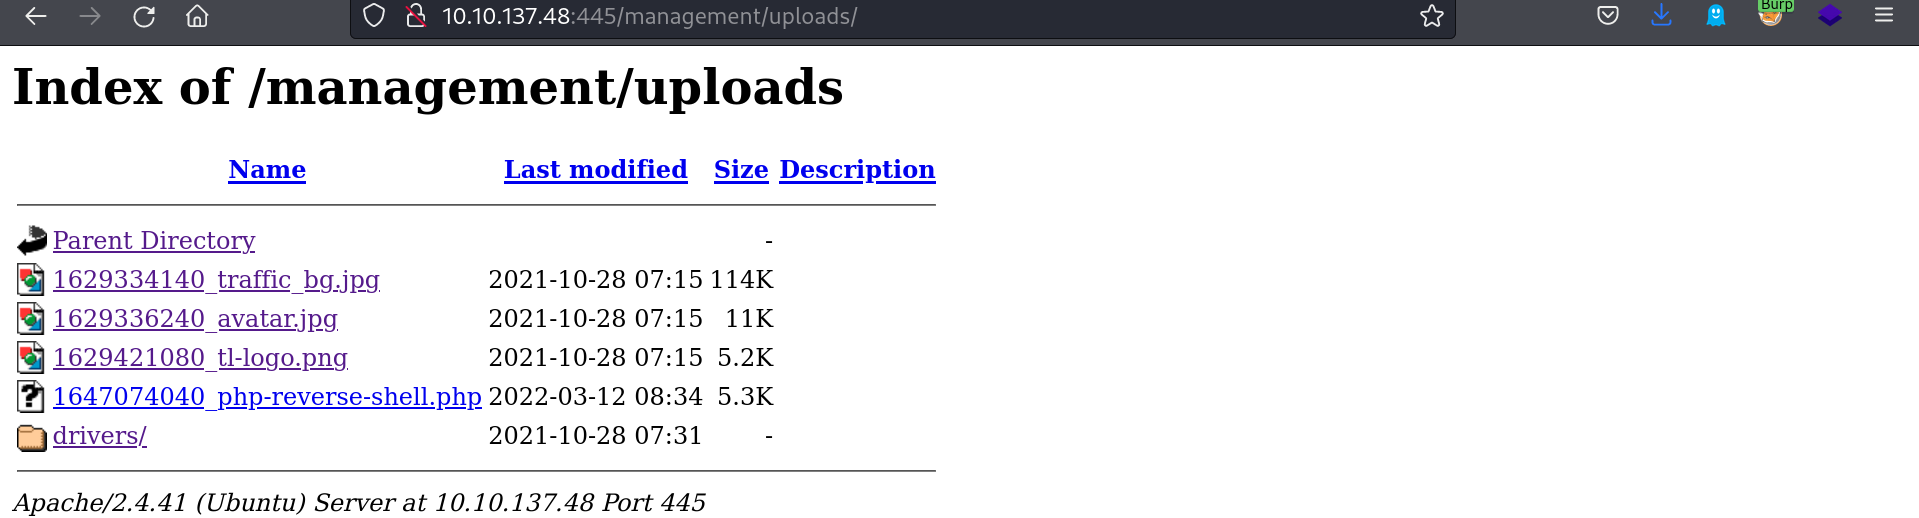 10.10.137.48:445/management/uploads/
Burp
Index of /management/uploads
Name Last modified Size Description
Parent Directory -
1629334140_traffic_bg.jpg 2021-10-28 07:15 114K
1629336240_avatar.jpg 2021-10-28 07:15 11K
1629421080_tl-logo.png 2021-10-28 07:15 5.2K
1647074040_php-reverse-shell.php 2022-03-12 08:34 5.3K
drivers/ 2021-10-28 07:31 -
Apache/2.4.41 (Ubuntu) Server at 10.10.137.48 Port 445